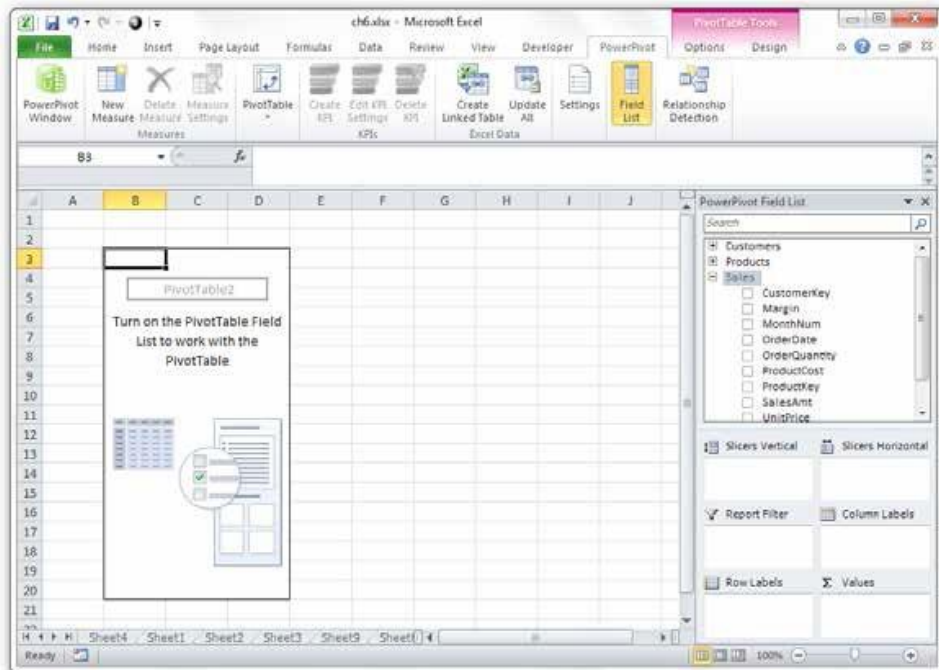 ch6.xlsx - Microsoft Excel
PivotTable Tools
File Home Insert Page Layout Formulas Data Review View Developer PowerPivot Options Design
PowerPivot Window
New Measure
Delete Measure
Measure Settings
PivotTable
Create KPI
Edit KPI Settings
Delete KPI
Create Linked Table
Update All
Settings
Field List
Relationship Detection
Measures
KPIs
Excel Data
B3
fx
A B C D E F G H I J
1
2
3
4
5
6
7
8
9
10
11
12
13
14
15
16
17
18
19
20
21
22
PivotTable2
Turn on the PivotTable Field
List to work with the
PivotTable
PowerPivot Field List
Search
Customers
Products
Sales
CustomerKey
Margin
MonthNum
OrderDate
OrderQuantity
ProductCost
ProductKey
SalesAmt
UnitPrice
Slicers Vertical
Slicers Horizontal
Report Filter
Column Labels
Row Labels
Σ Values
Sheet4 Sheet1 Sheet2 Sheet3 Sheet9
Ready
100%